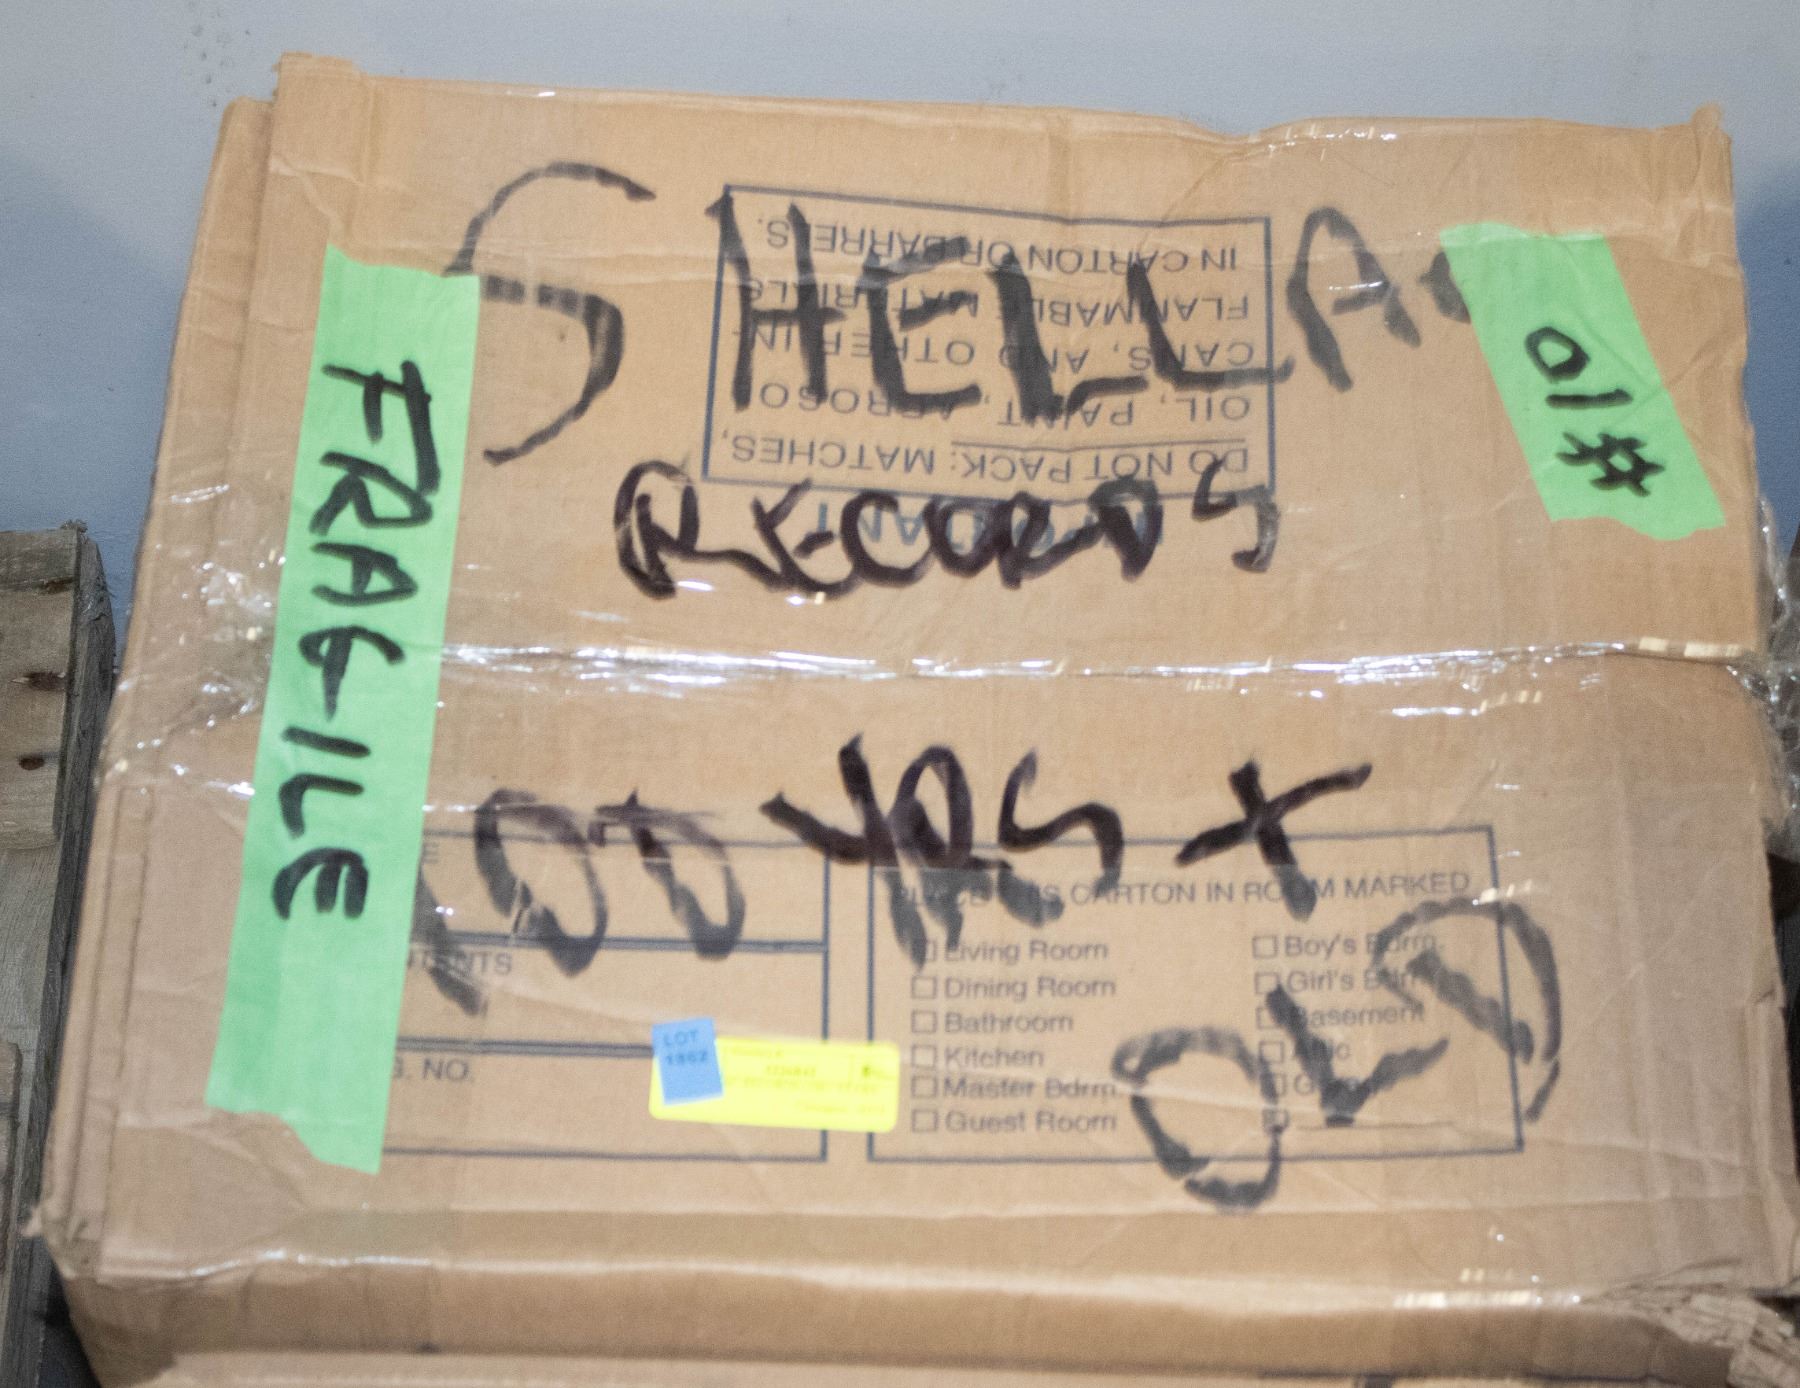 SHELLA
RECORDS
100 YRS +
OLD
FRAGILE
#10
IN CARTON OR BARRELS.
FLAMMABLE MATERIALS
CANS, AND OTHER IN-
OIL, PAINT, AEROSOL
DO NOT PACK: MATCHES,
PLACE THIS CARTON IN ROOM MARKED
Living Room
Dining Room
Bathroom
Kitchen
Master Bdrm.
Guest Room
Boy's Bdrm.
Girl's Bdrm.
Basement
Attic
NO.
LOT
1862